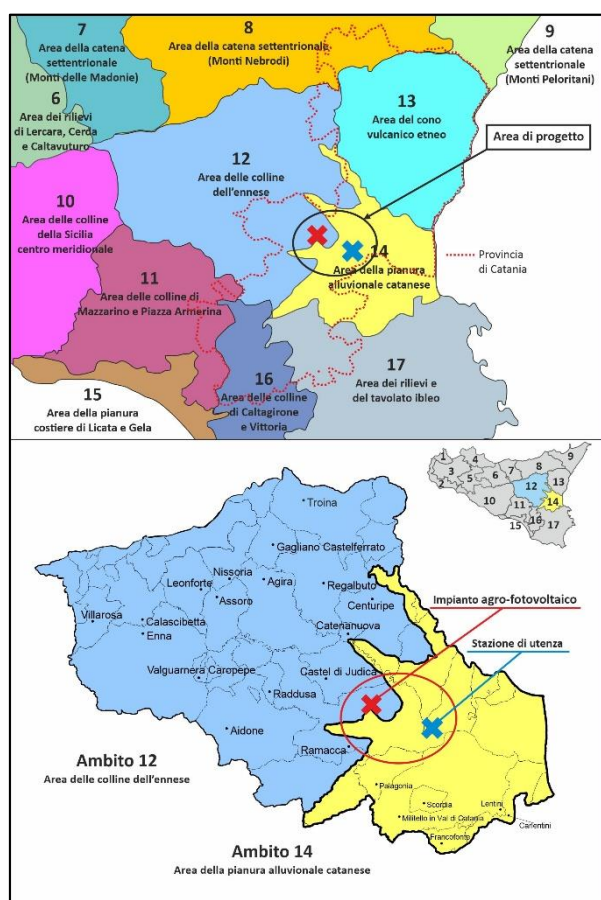 7
Area della catena
settentrionale
(Monti delle Madonie)
8
Area della catena settentrionale
(Monti Nebrodi)
9
Area della catena
settentrionale
(Monti Peloritani)
6
Area dei rilievi
di Lercara, Cerda
e Caltavuturo
13
Area del cono
vulcanico etneo
Area di progetto
12
Area delle colline
dell'ennese
10
Area delle colline
della Sicilia
centro meridionale
14
Area della pianura
alluvionale catanese
Provincia
di Catania
11
Area delle colline di
Mazzarino e Piazza Armerina
17
Area dei rilievi e
del tavolato ibleo
16
Area delle colline
di Caltagirone
e Vittoria
15
Area della pianura
costiere di Licata e Gela
1
2
3
4
5
6
7
8
9
10
11
12
13
14
15
16
17
Troina
Gagliano Castelferrato
Nissoria
Leonforte
Agira
Regalbuto
Assoro
Centuripe
Villarosa
Calascibetta
Enna
Catenanuova
Impianto agro-fotovoltaico
Stazione di utenza
Valguarnera Caropepe
Castel di Judica
Raddusa
Aidone
Ramacca
Ambito 12
Area delle colline dell'ennese
Palagonia
Scordia
Lentini
Militello in Val di Catania
Carlentini
Francofonte
Ambito 14
Area della pianura alluvionale catanese